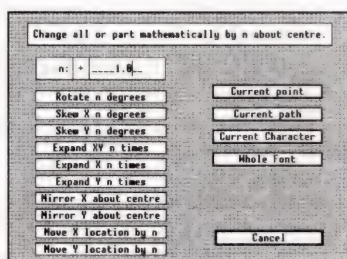 Change all or part mathematically by n about centre.
n: + ____1.0__
Rotate n degrees
Skew X n degrees
Skew Y n degrees
Expand XY n times
Expand X n times
Expand Y n times
Mirror X about centre
Mirror Y about centre
Move X location by n
Move Y location by n
Current point
Current path
Current Character
Whole Font
Cancel